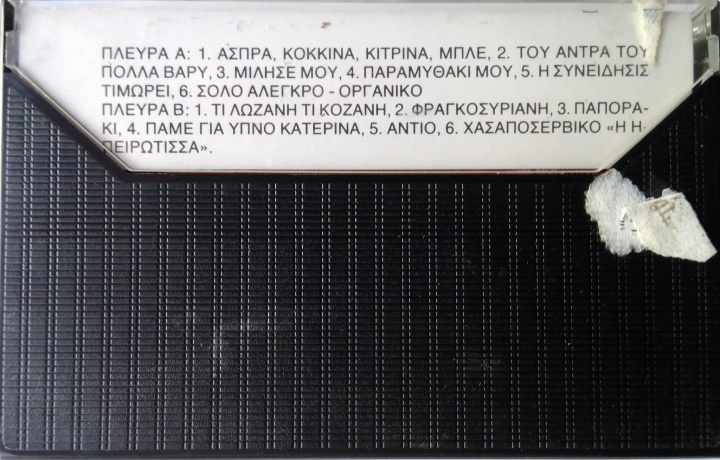 ΠΛΕΥΡΑ Α: 1. ΑΣΠΡΑ, ΚΟΚΚΙΝΑ, ΚΙΤΡΙΝΑ, ΜΠΛΕ, 2. ΤΟΥ ΑΝΤΡΑ ΤΟΥ
ΠΟΛΛΑ ΒΑΡΥ, 3. ΜΙΛΗΣΕ ΜΟΥ, 4. ΠΑΡΑΜΥΘΑΚΙ ΜΟΥ, 5. Η ΣΥΝΕΙΔΗΣΙΣ
ΤΙΜΩΡΕΙ, 6. ΣΟΛΟ ΑΛΕΓΚΡΟ - ΟΡΓΑΝΙΚΟ
ΠΛΕΥΡΑ Β: 1. ΤΙ ΛΩΖΑΝΗ ΤΙ ΚΟΖΑΝΗ, 2. ΦΡΑΓΚΟΣΥΡΙΑΝΗ, 3. ΠΑΠΟΡΑ-
ΚΙ, 4. ΠΑΜΕ ΓΙΑ ΥΠΝΟ ΚΑΤΕΡΙΝΑ, 5. ΑΝΤΙΟ, 6. ΧΑΣΑΠΟΣΕΡΒΙΚΟ «Η Η-
ΠΕΙΡΩΤΙΣΣΑ».